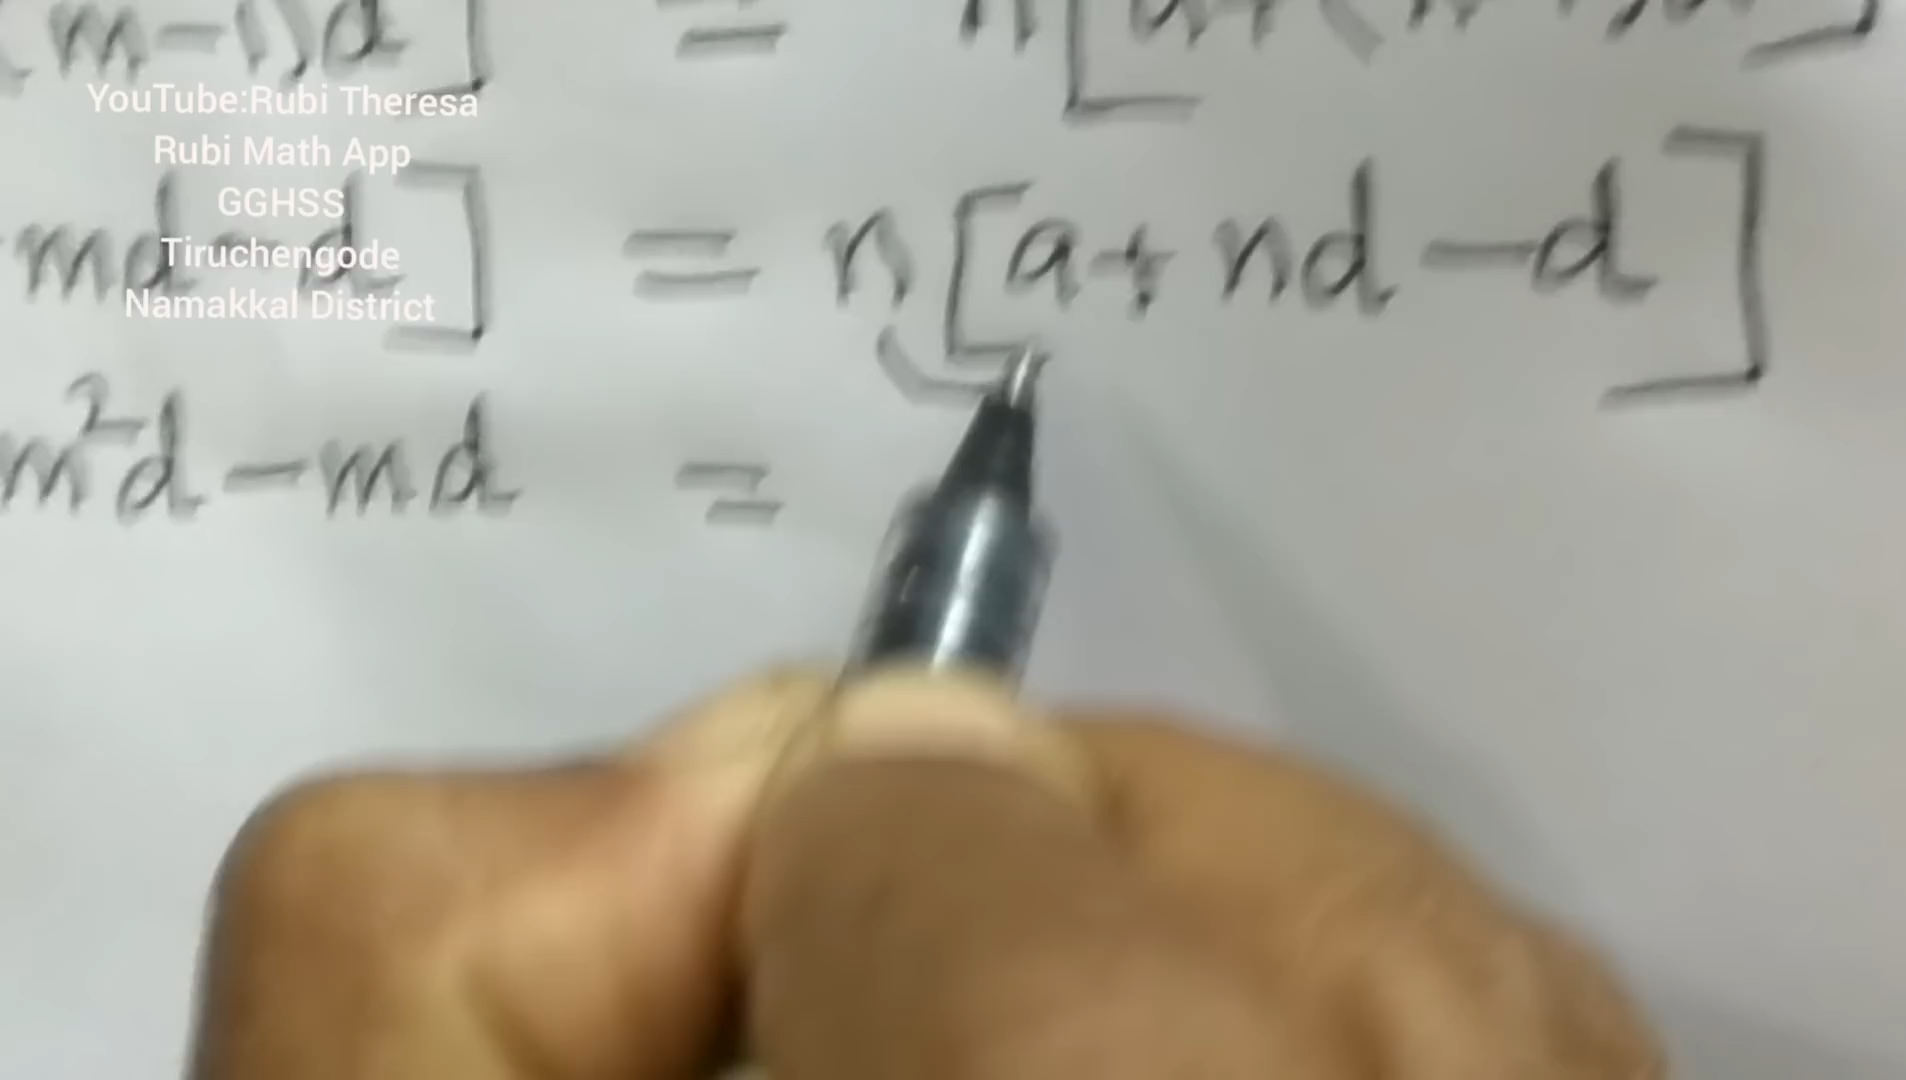 m-1)d] = n[a+(n-1)d]
YouTube:Rubi Theresa
Rubi Math App
GGHSS
Tiruchengode
Namakkal District
md-d] = n[a+nd-d]
m²d-md =